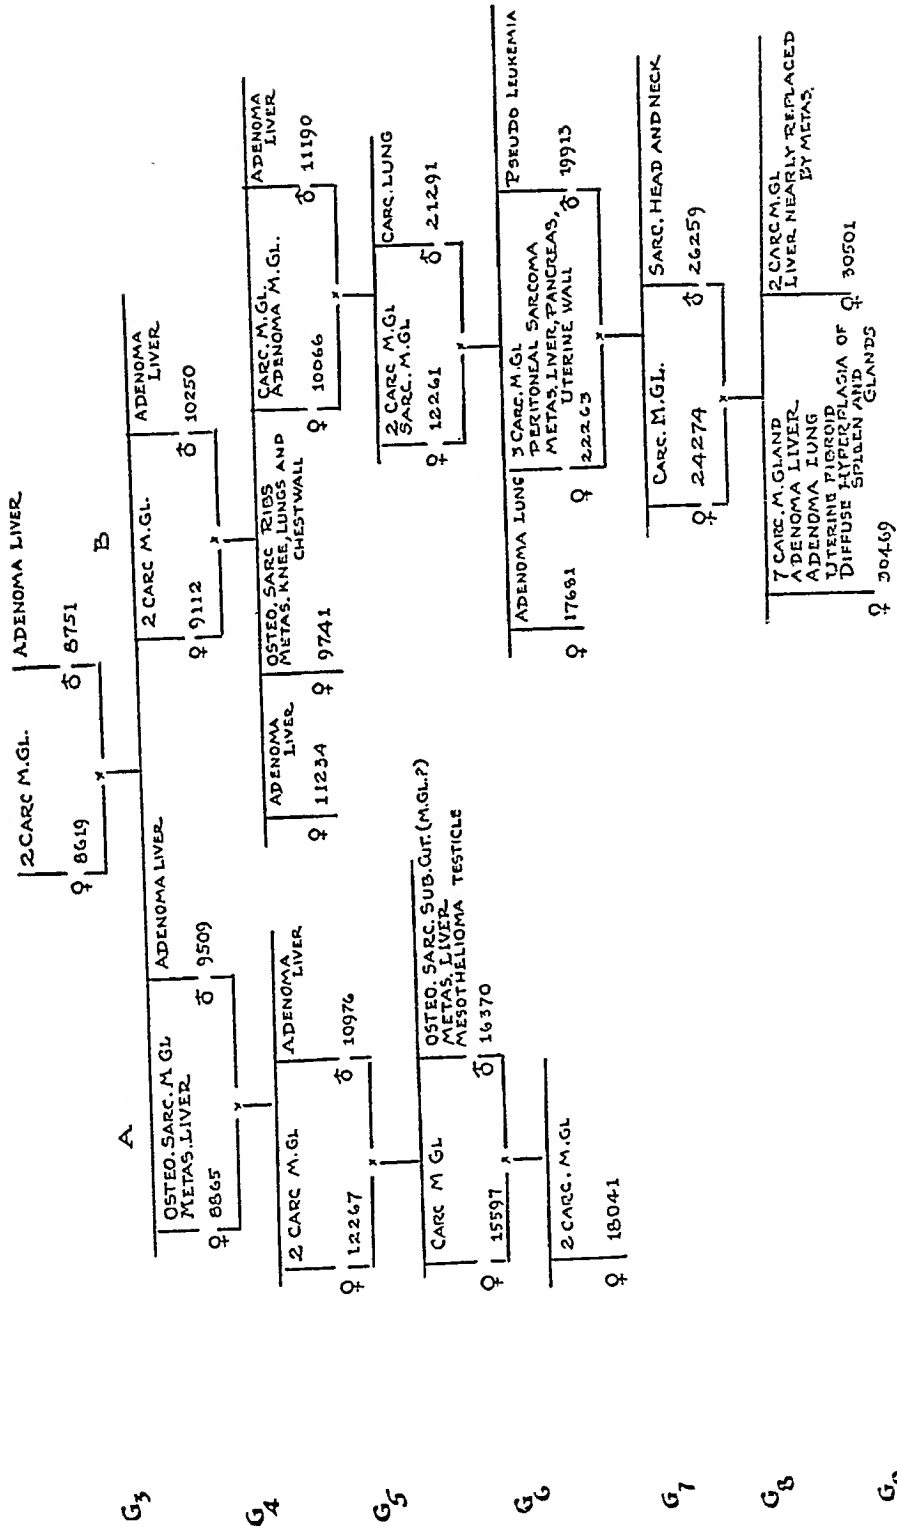 2 CARC M.GL.
♀ 8619
ADENOMA LIVER
♂ 8751
A
B
G3
OSTEO. SARC. M GL
METAS. LIVER
♀ 8865
ADENOMA LIVER
♂ 9509
2 CARC M.GL.
♀ 9112
ADENOMA
LIVER
♂ 10250
G4
2 CARC M.GL
♀ 12267
ADENOMA
LIVER
♂ 10976
ADENOMA
LIVER
♀ 11234
OSTEO. SARC RIBS
METAS. KNEE, LUNGS AND
CHESTWALL
♀ 9741
CARC. M.GL.
ADENOMA M.GL.
♀ 10066
ADENOMA
LIVER
♂ 11190
G5
CARC M GL
♀ 15597
OSTEO. SARC. SUB. CUT. (M.GL.?)
METAS. LIVER
MESOTHELIOMA TESTICLE
♂ 16370
2 CARC M.GL
SARC. M.GL
♀ 12261
CARC. LUNG
♂ 21291
G6
2 CARC. M.GL
♀ 18041
ADENOMA LUNG
♀ 17681
3 CARC. M.GL
PERITONEAL SARCOMA
METAS. LIVER, PANCREAS,
UTERINE WALL
♀ 22263
PSEUDO LEUKEMIA
♂ 19913
G7
CARC. M.GL.
♀ 24274
SARC. HEAD AND NECK
♂ 26259
G8
7 CARC. M.GLAND
ADENOMA LIVER
ADENOMA LUNG
UTERINE FIBROID
DIFFUSE HYPERPLASIA OF
SPLEEN AND
GLANDS
♀ 30469
2 CARC M.GL
LIVER NEARLY REPLACED
BY METAS.
♀ 30501